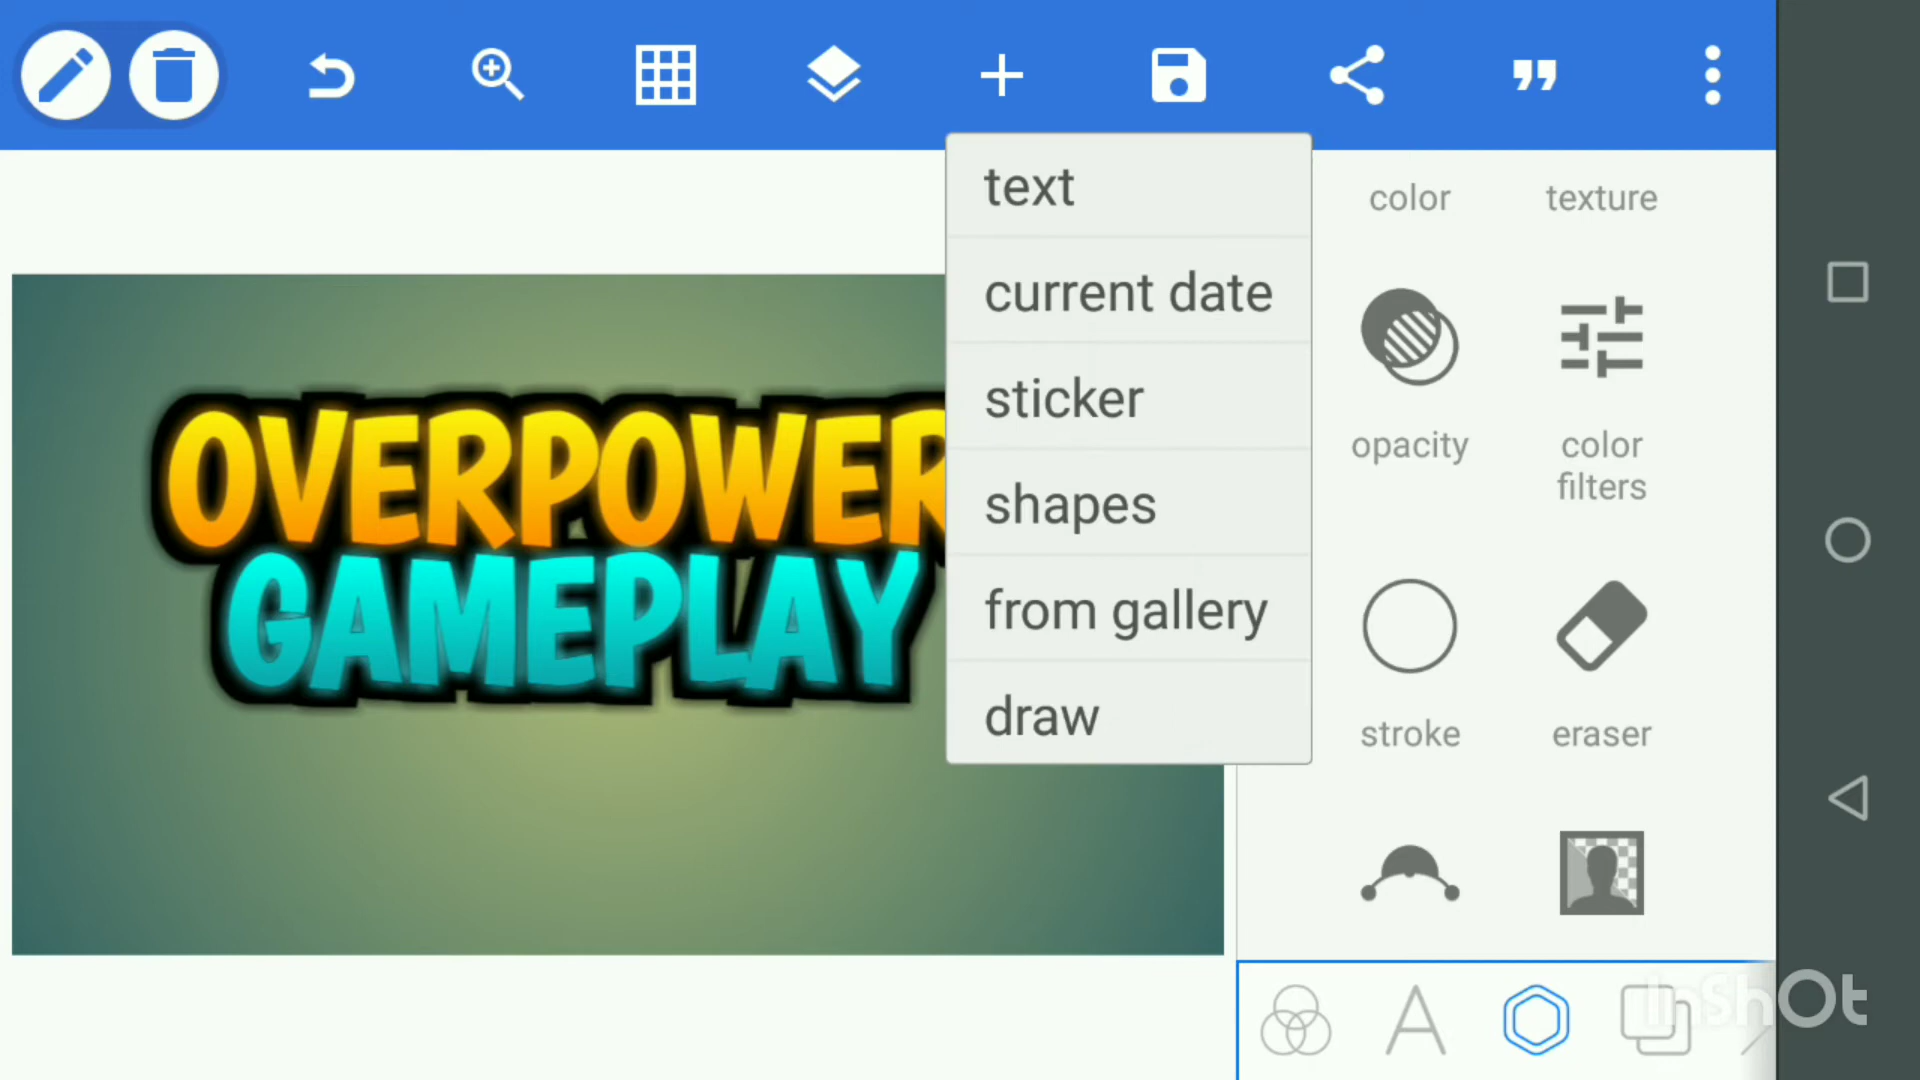 text
current date
sticker
shapes
from gallery
draw
color
texture
opacity
color
filters
stroke
eraser
OVERPOWER
GAMEPLAY
A
InShOt